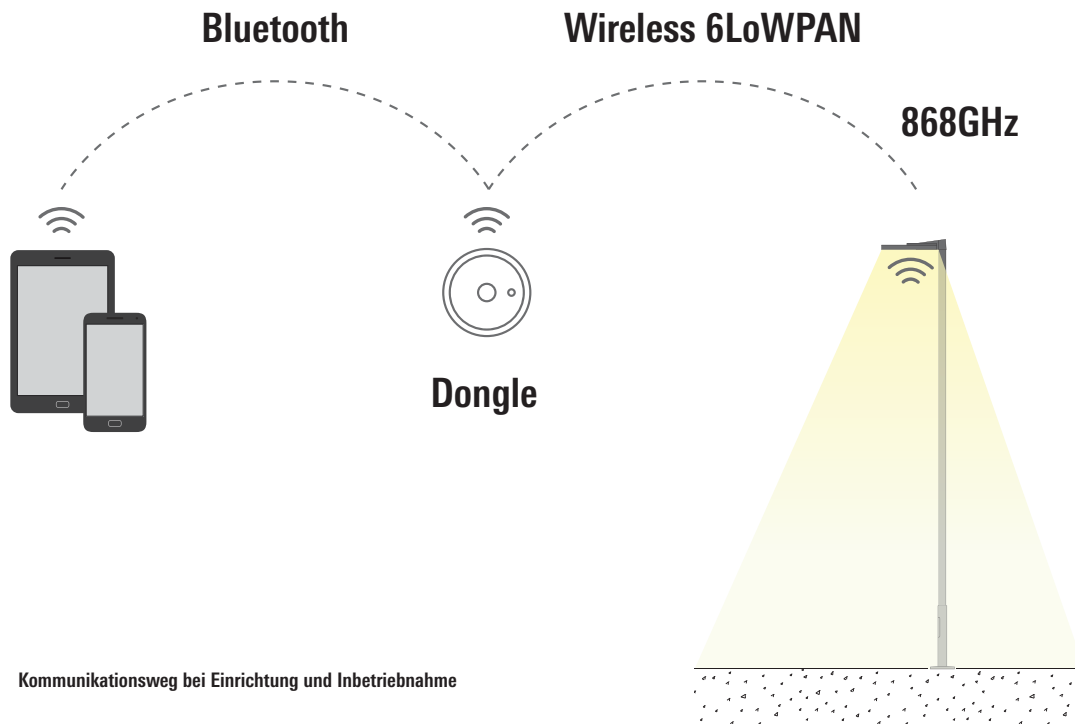 Bluetooth
Wireless 6LoWPAN
868GHz
Dongle
Kommunikationsweg bei Einrichtung und Inbetriebnahme